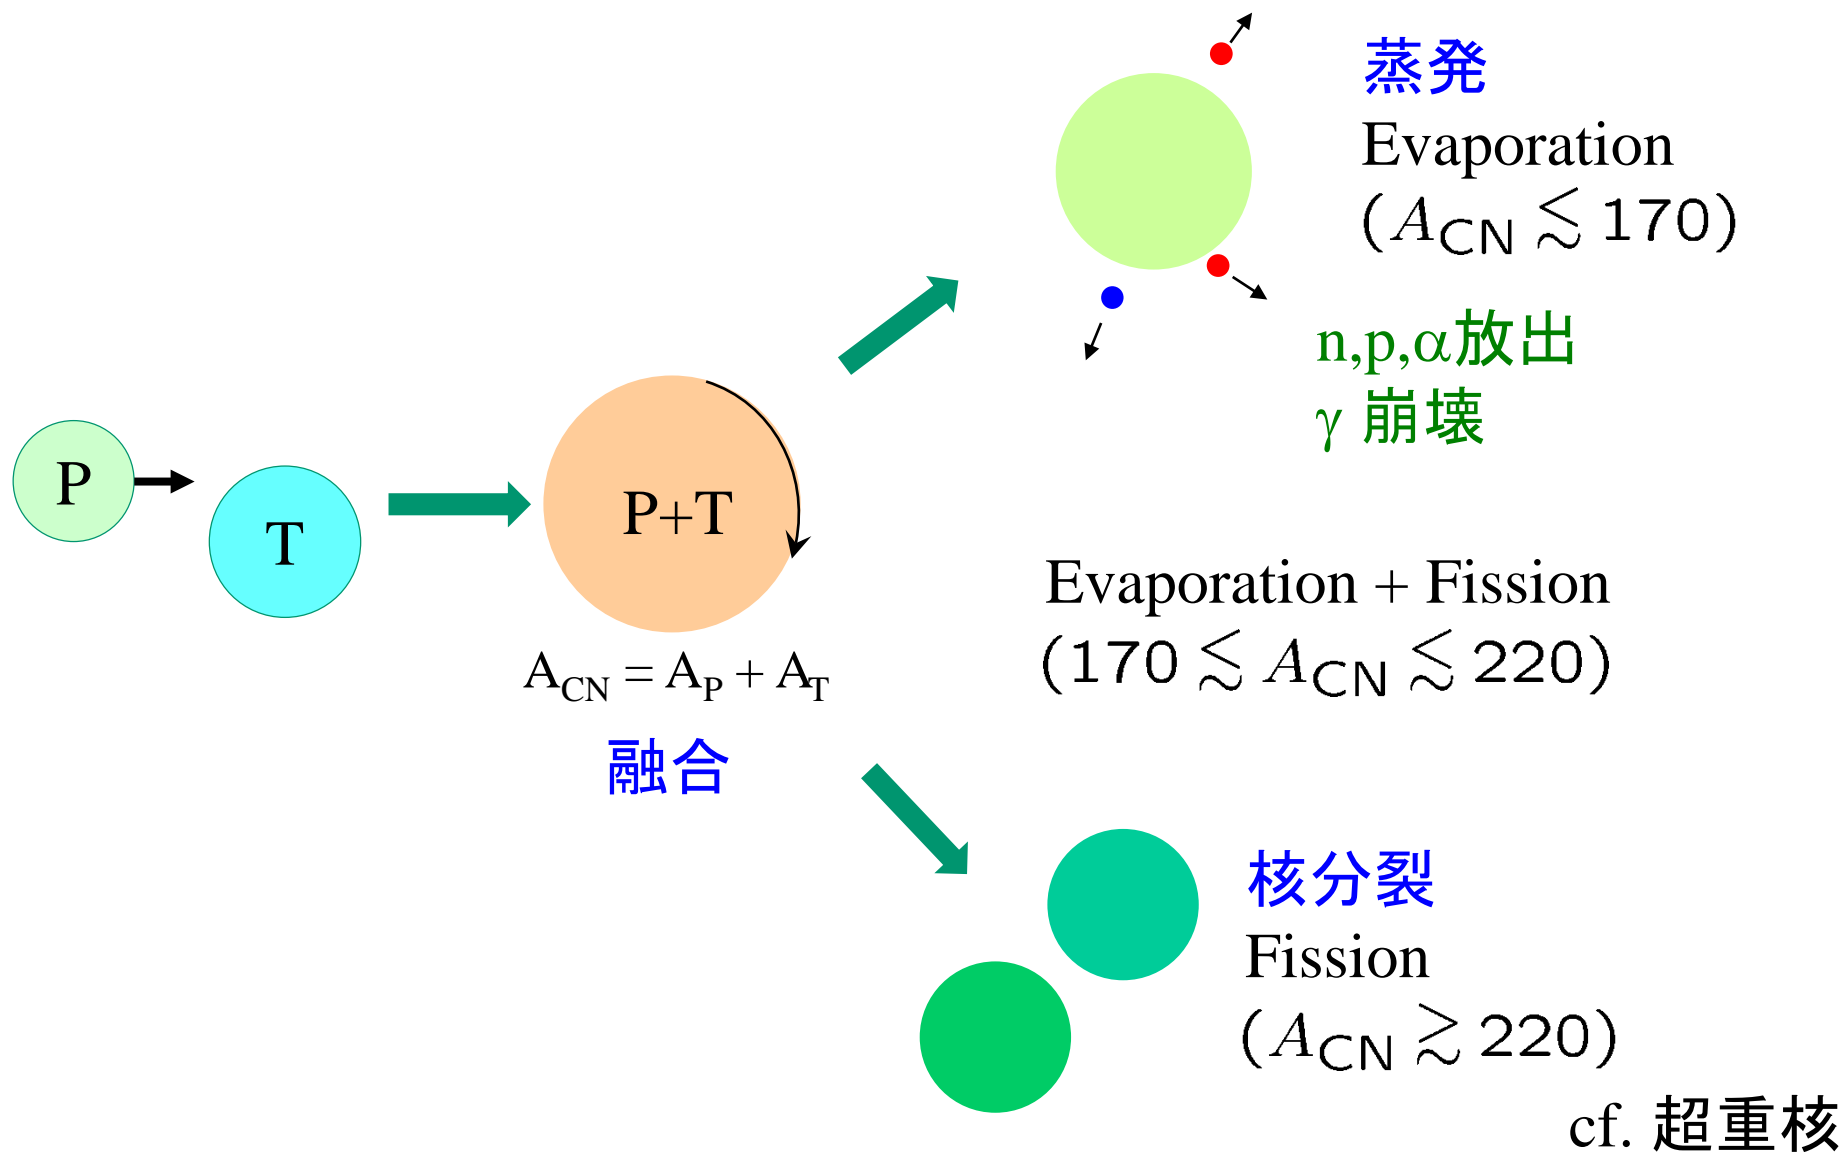 P
T
P+T
A_CN = A_P + A_T
融合
蒸発
Evaporation
(A_CN ≲ 170)
n,p,α放出
γ 崩壊
Evaporation + Fission
(170 ≲ A_CN ≲ 220)
核分裂
Fission
(A_CN ≳ 220)
cf. 超重核